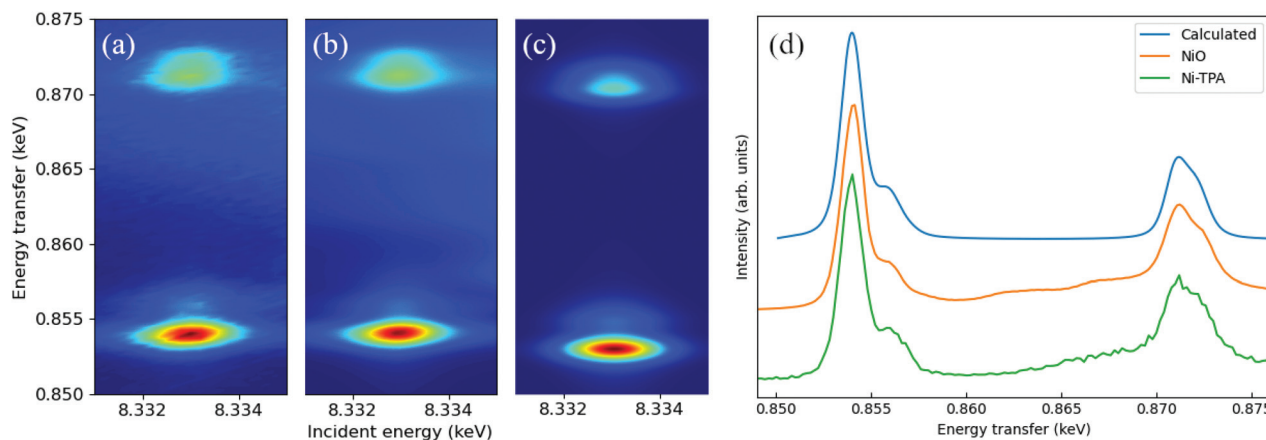 (a)
(b)
(c)
(d)
Energy transfer (keV)
0.875
0.870
0.865
0.860
0.855
0.850
8.332 8.334 8.332 8.334 8.332 8.334
Incident energy (keV)
Calculated
NiO
Ni-TPA
Intensity (arb. units)
0.850 0.855 0.860 0.865 0.870 0.875
Energy transfer (keV)